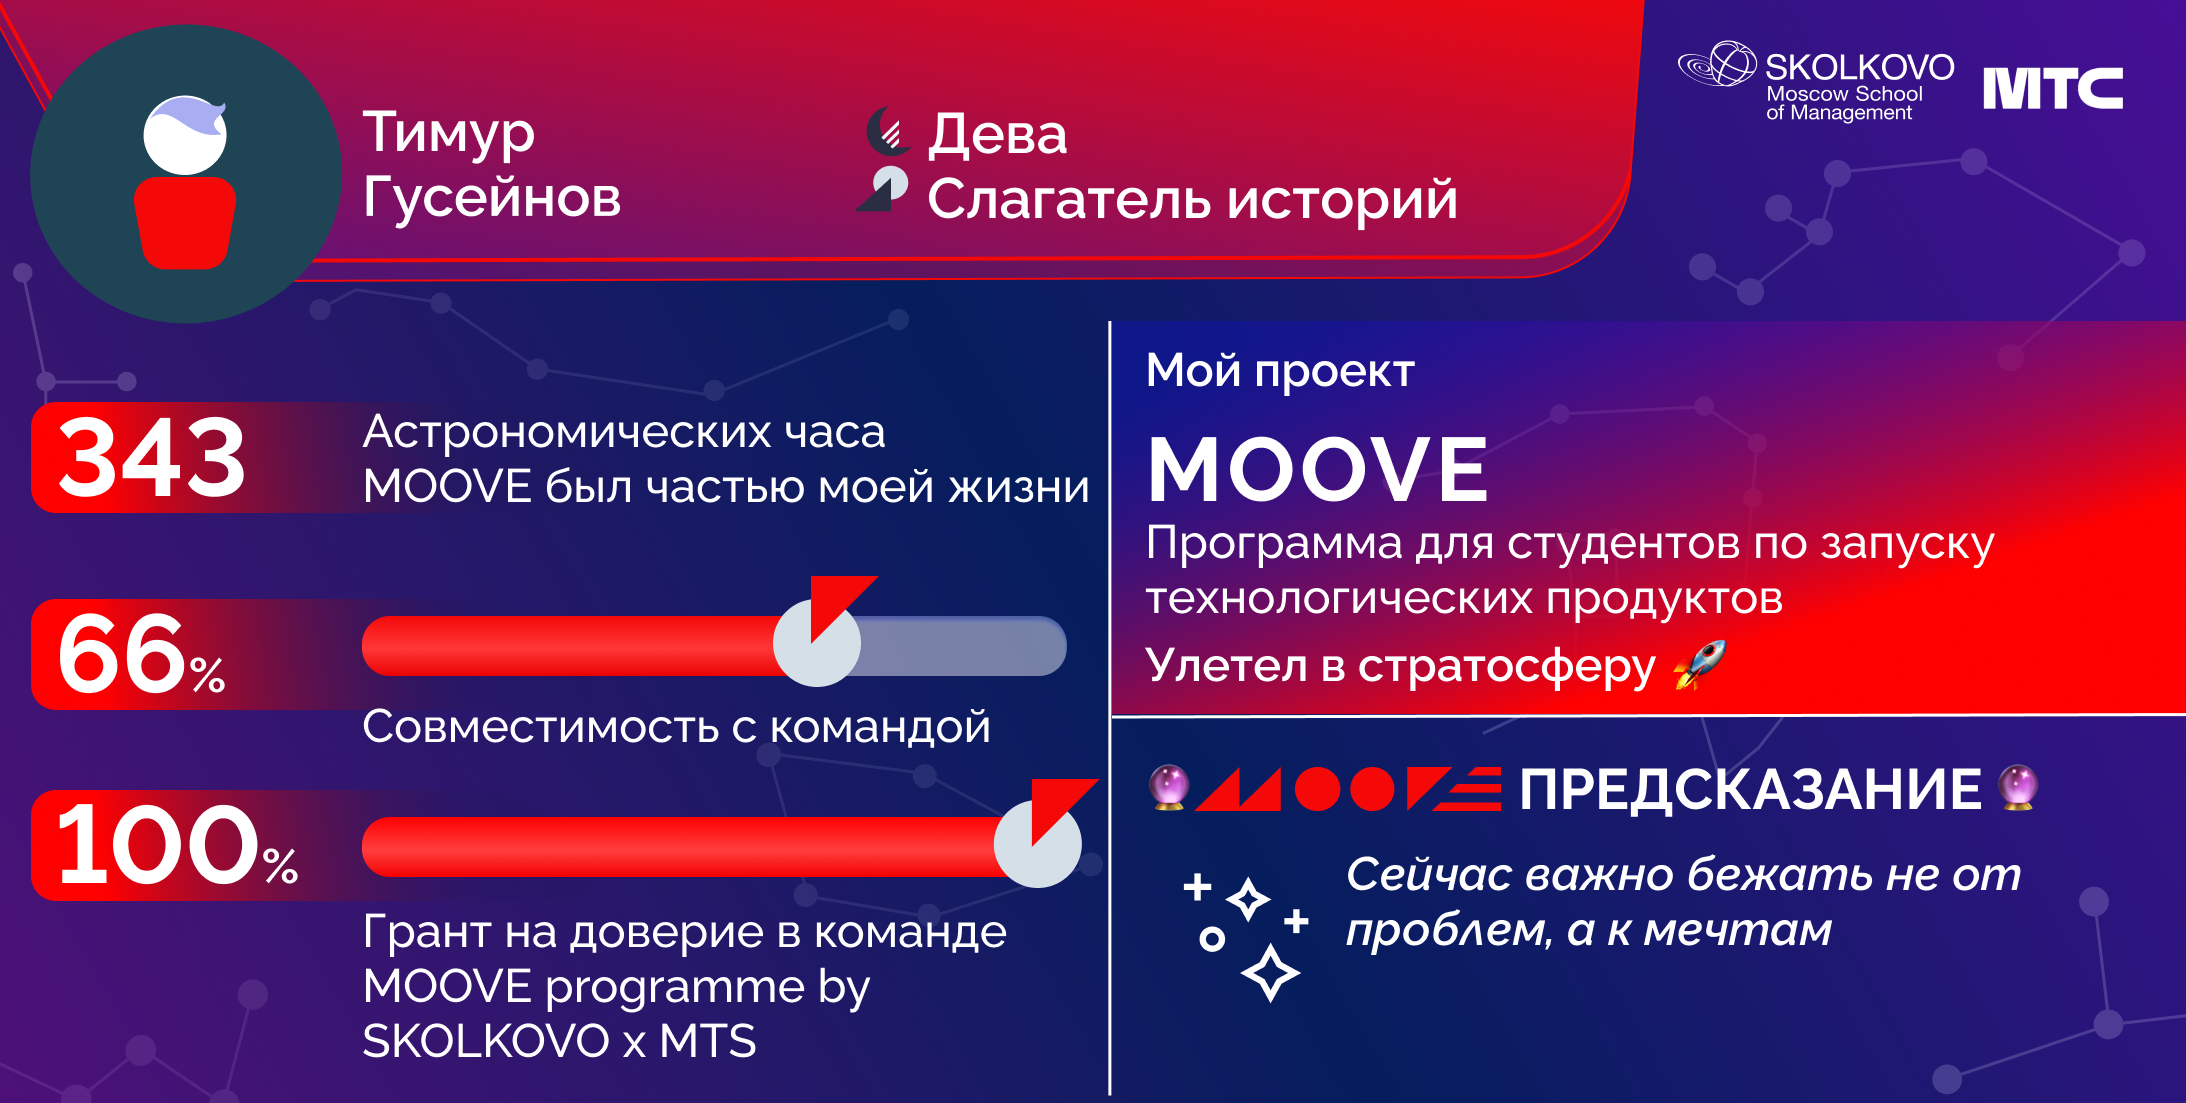 Тимур
Гусейнов
Дева
Слагатель историй
SKOLKOVO
Moscow School
of Management
МТС
343
Астрономических часа
MOOVE был частью моей жизни
66%
Совместимость с командой
100%
Грант на доверие в команде
MOOVE programme by
SKOLKOVO x MTS
Мой проект
MOOVE
Программа для студентов по запуску
технологических продуктов
Улетел в стратосферу 🚀
🔮 MOOVE ПРЕДСКАЗАНИЕ 🔮
Сейчас важно бежать не от
проблем, а к мечтам